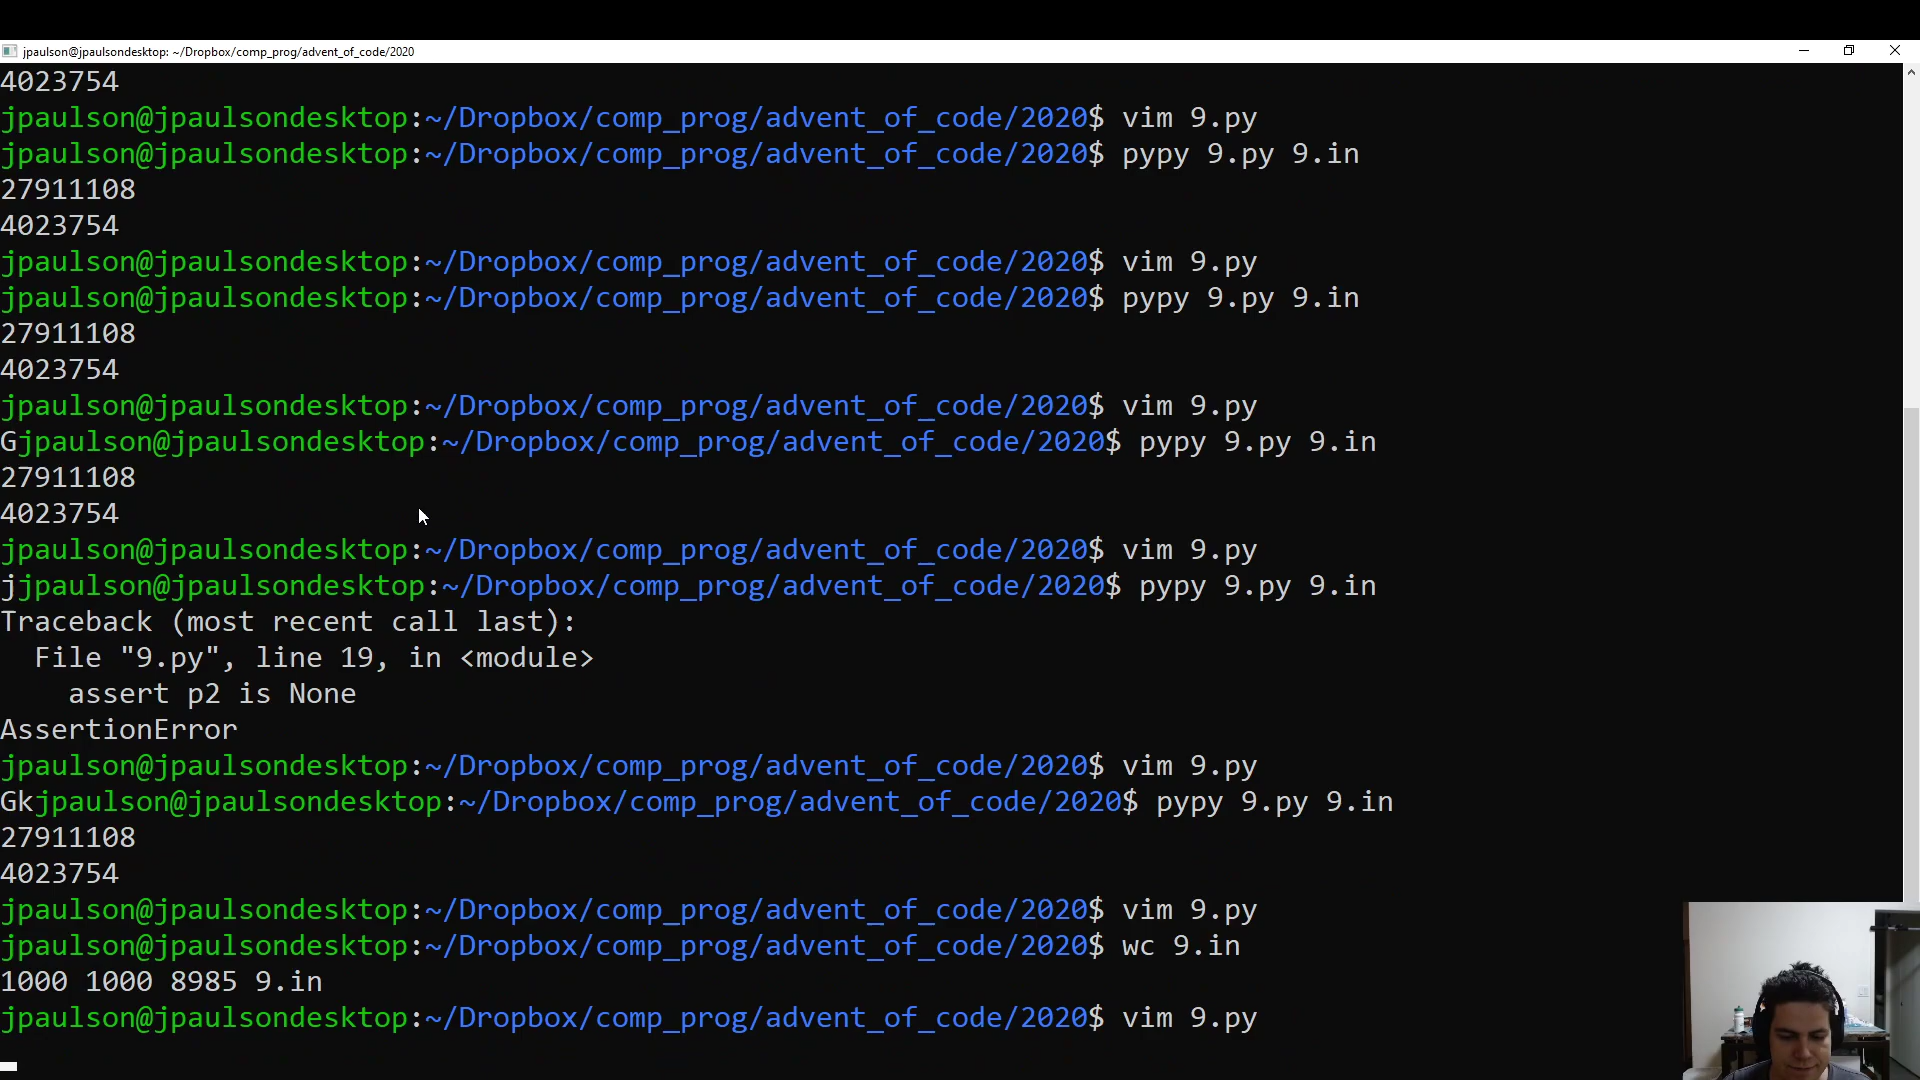 jpaulson@jpaulsondesktop: ~/Dropbox/comp_prog/advent_of_code/2020
4023754
jpaulson@jpaulsondesktop:~/Dropbox/comp_prog/advent_of_code/2020$ vim 9.py
jpaulson@jpaulsondesktop:~/Dropbox/comp_prog/advent_of_code/2020$ pypy 9.py 9.in
27911108
4023754
jpaulson@jpaulsondesktop:~/Dropbox/comp_prog/advent_of_code/2020$ vim 9.py
jpaulson@jpaulsondesktop:~/Dropbox/comp_prog/advent_of_code/2020$ pypy 9.py 9.in
27911108
4023754
jpaulson@jpaulsondesktop:~/Dropbox/comp_prog/advent_of_code/2020$ vim 9.py
Gjpaulson@jpaulsondesktop:~/Dropbox/comp_prog/advent_of_code/2020$ pypy 9.py 9.in
27911108
4023754
jpaulson@jpaulsondesktop:~/Dropbox/comp_prog/advent_of_code/2020$ vim 9.py
jjpaulson@jpaulsondesktop:~/Dropbox/comp_prog/advent_of_code/2020$ pypy 9.py 9.in
Traceback (most recent call last):
  File "9.py", line 19, in <module>
    assert p2 is None
AssertionError
jpaulson@jpaulsondesktop:~/Dropbox/comp_prog/advent_of_code/2020$ vim 9.py
Gkjpaulson@jpaulsondesktop:~/Dropbox/comp_prog/advent_of_code/2020$ pypy 9.py 9.in
27911108
4023754
jpaulson@jpaulsondesktop:~/Dropbox/comp_prog/advent_of_code/2020$ vim 9.py
jpaulson@jpaulsondesktop:~/Dropbox/comp_prog/advent_of_code/2020$ wc 9.in
1000 1000 8985 9.in
jpaulson@jpaulsondesktop:~/Dropbox/comp_prog/advent_of_code/2020$ vim 9.py